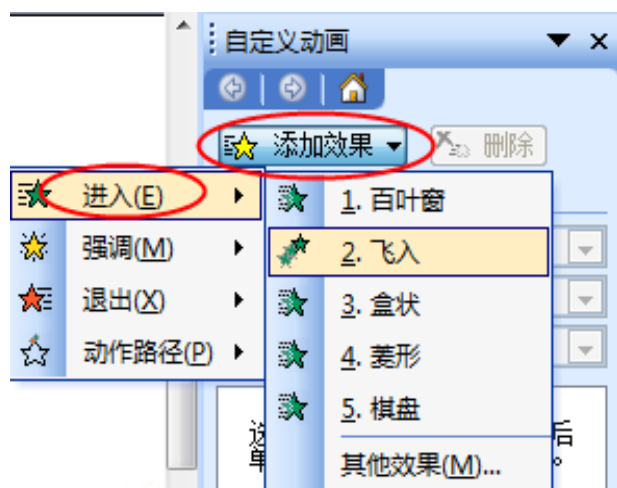 自定义动画
添加效果
删除
进入(E)
强调(M)
退出(X)
动作路径(P)
1. 百叶窗
2. 飞入
3. 盒状
4. 菱形
5. 棋盘
其他效果(M)...
后
。